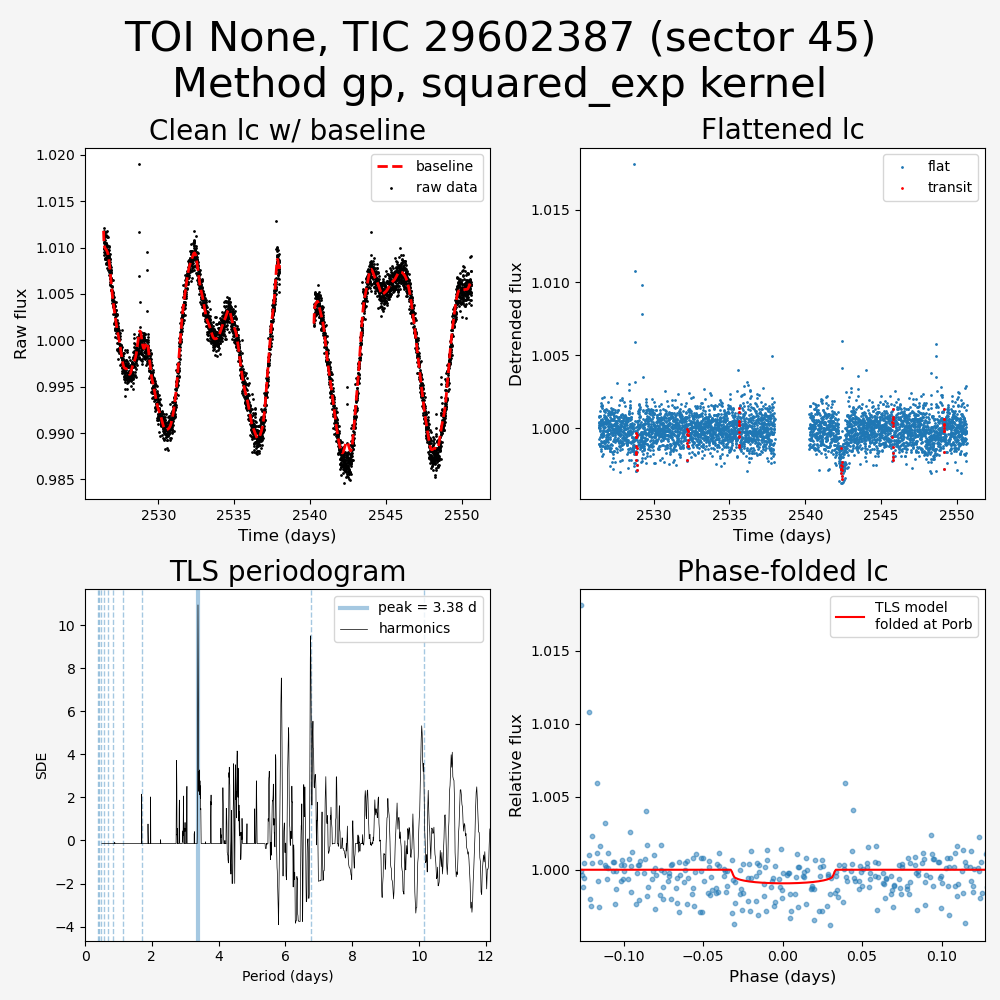 TOI None, TIC 29602387 (sector 45)
Method gp, squared_exp kernel
Clean lc w/ baseline
baseline
raw data
1.020
1.015
1.010
1.005
1.000
0.995
0.990
0.985
Raw flux
2530
2535
2540
2545
2550
Time (days)
Flattened lc
flat
transit
1.015
1.010
1.005
1.000
Detrended flux
2530
2535
2540
2545
2550
Time (days)
TLS periodogram
peak = 3.38 d
harmonics
10
8
6
4
2
0
−2
−4
SDE
0
2
4
6
8
10
12
Period (days)
Phase-folded lc
TLS model
folded at Porb
1.015
1.010
1.005
1.000
Relative flux
−0.10
−0.05
0.00
0.05
0.10
Phase (days)